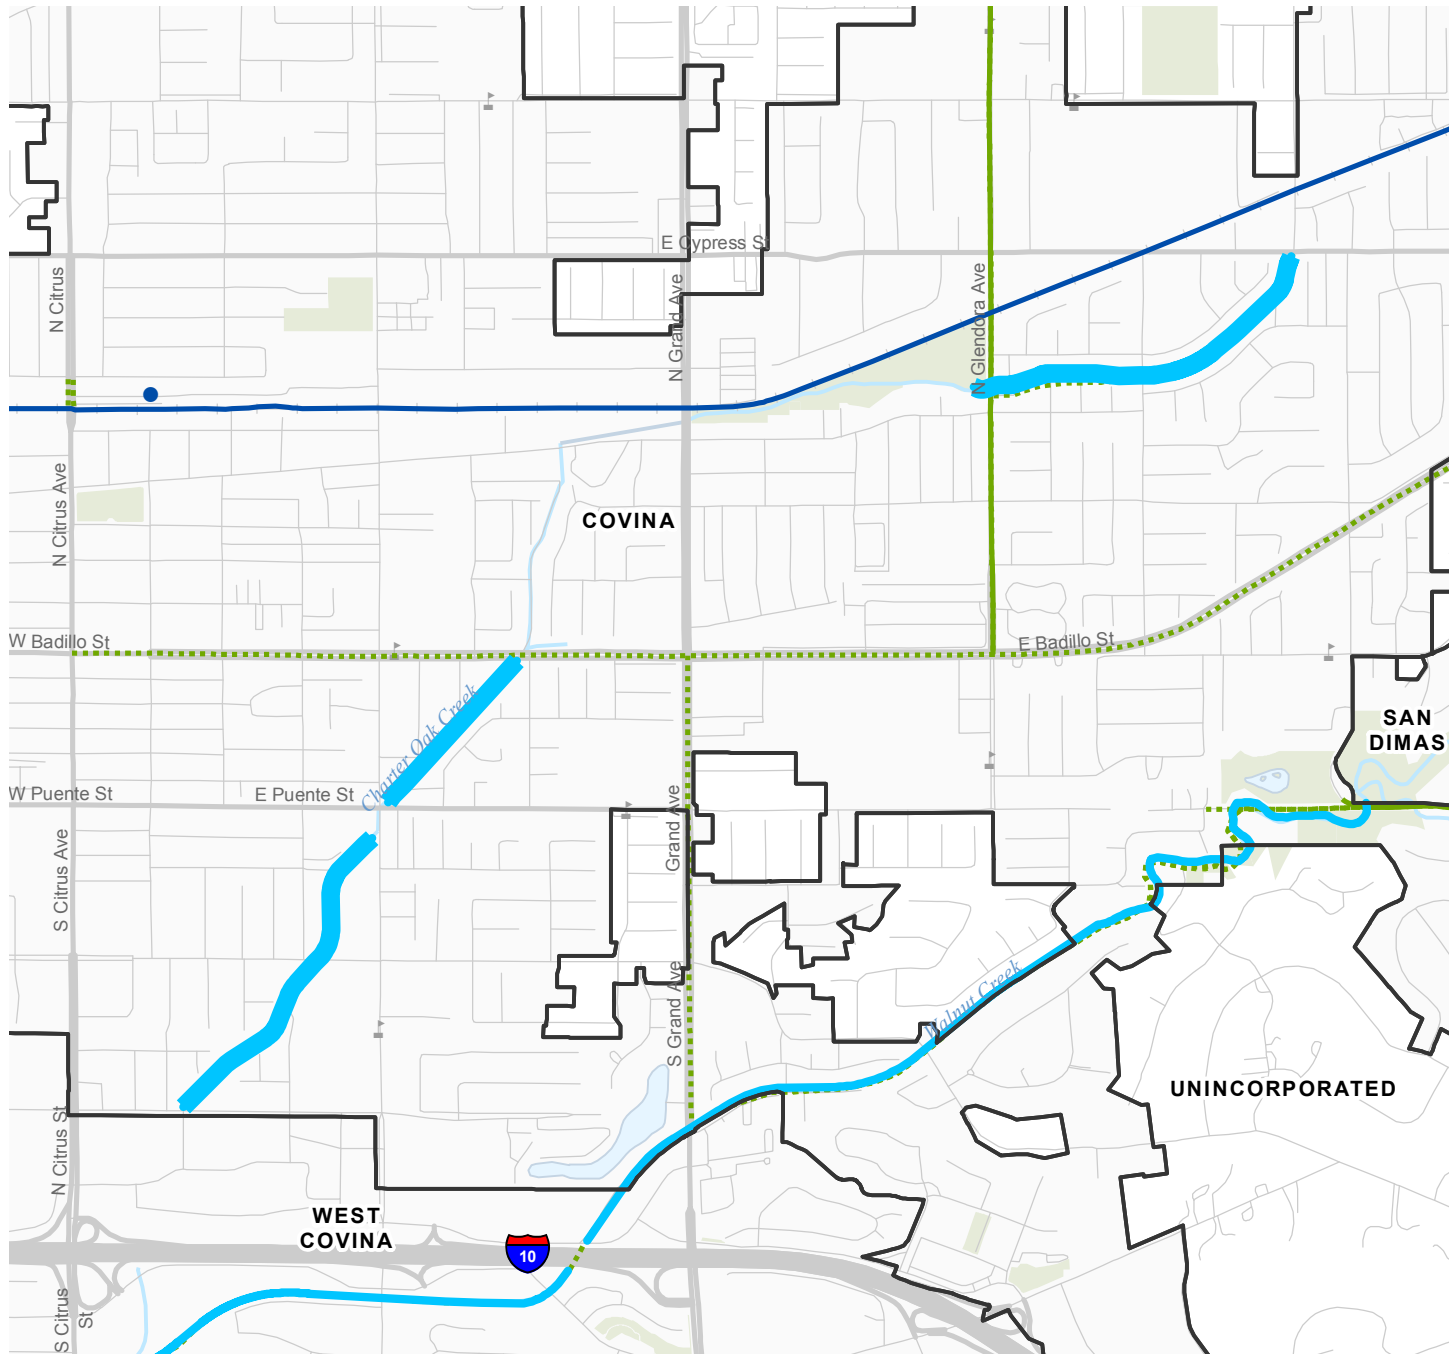 E Cypress St
N Citrus
N Grand Ave
N Glendora Ave
N Citrus Ave
COVINA
W Badillo St
E Badillo St
Charter Oak Creek
SAN
DIMAS
W Puente St
E Puente St
Grand Ave
S Citrus Ave
S Grand Ave
Walnut Creek
UNINCORPORATED
N Citrus St
WEST
COVINA
10
S Citrus
St